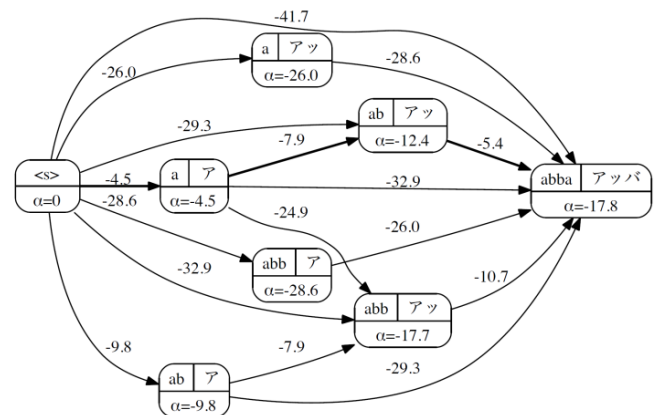 -41.7
a アッ
α=-26.0
-26.0
-28.6
-29.3
ab アッ
α=-12.4
-7.9
-5.4
<s>
α=0
-4.5
a ア
α=-4.5
-32.9
abba アッバ
α=-17.8
-28.6
-24.9
-26.0
abb ア
α=-28.6
-32.9
-10.7
abb アッ
α=-17.7
-9.8
-7.9
-29.3
ab ア
α=-9.8